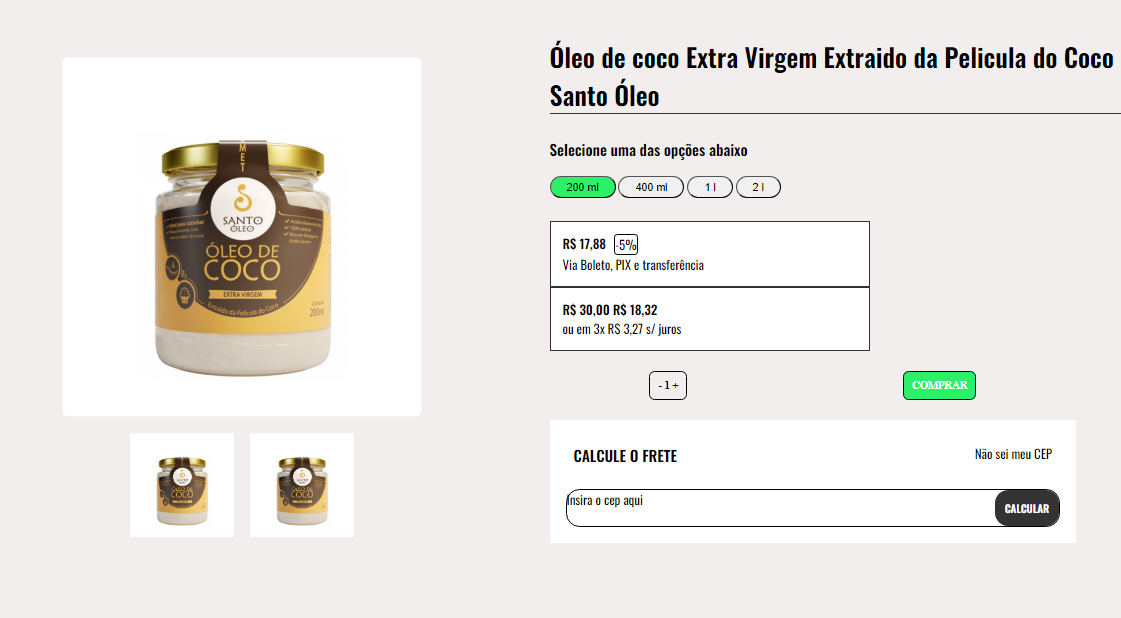 Óleo de coco Extra Virgem Extraido da Pelicula do Coco
Santo Óleo
Selecione uma das opções abaixo
200 ml 400 ml 1 l 2 l
R$ 17,88 -5%
Via Boleto, PIX e transferência
R$ 30,00 R$ 18,32
ou em 3x R$ 3,27 s/ juros
- 1 + COMPRAR
CALCULE O FRETE Não sei meu CEP
Insira o cep aqui CALCULAR
MET
SANTO
ÓLEO
ÓLEO DE
COCO
EXTRA VIRGEM
Extraído da Película do Coco
200ml